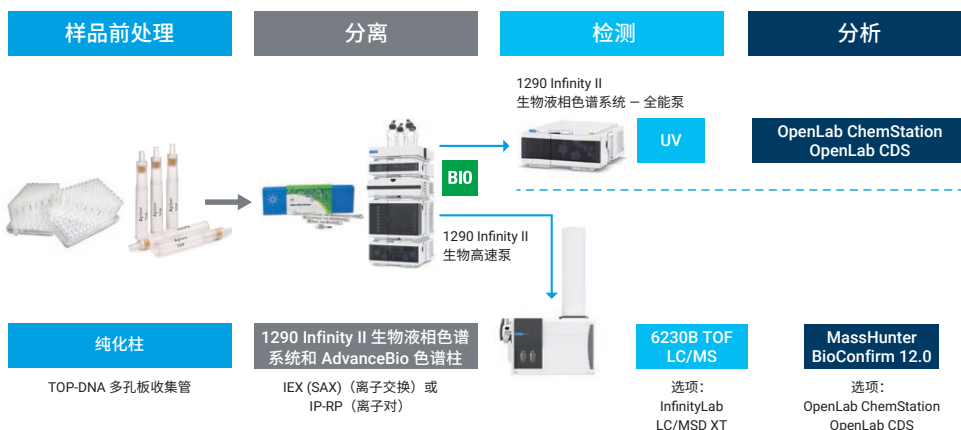 样品前处理
分离
检测
分析
1290 Infinity II
生物液相色谱系统 – 全能泵
UV
OpenLab ChemStation
OpenLab CDS
BIO
1290 Infinity II
生物高速泵
纯化柱
1290 Infinity II 生物液相色谱
系统和 AdvanceBio 色谱柱
6230B TOF
LC/MS
MassHunter
BioConfirm 12.0
TOP-DNA 多孔板收集管
IEX (SAX)（离子交换）或
IP-RP（离子对）
选项：
InfinityLab
LC/MSD XT
选项：
OpenLab ChemStation
OpenLab CDS